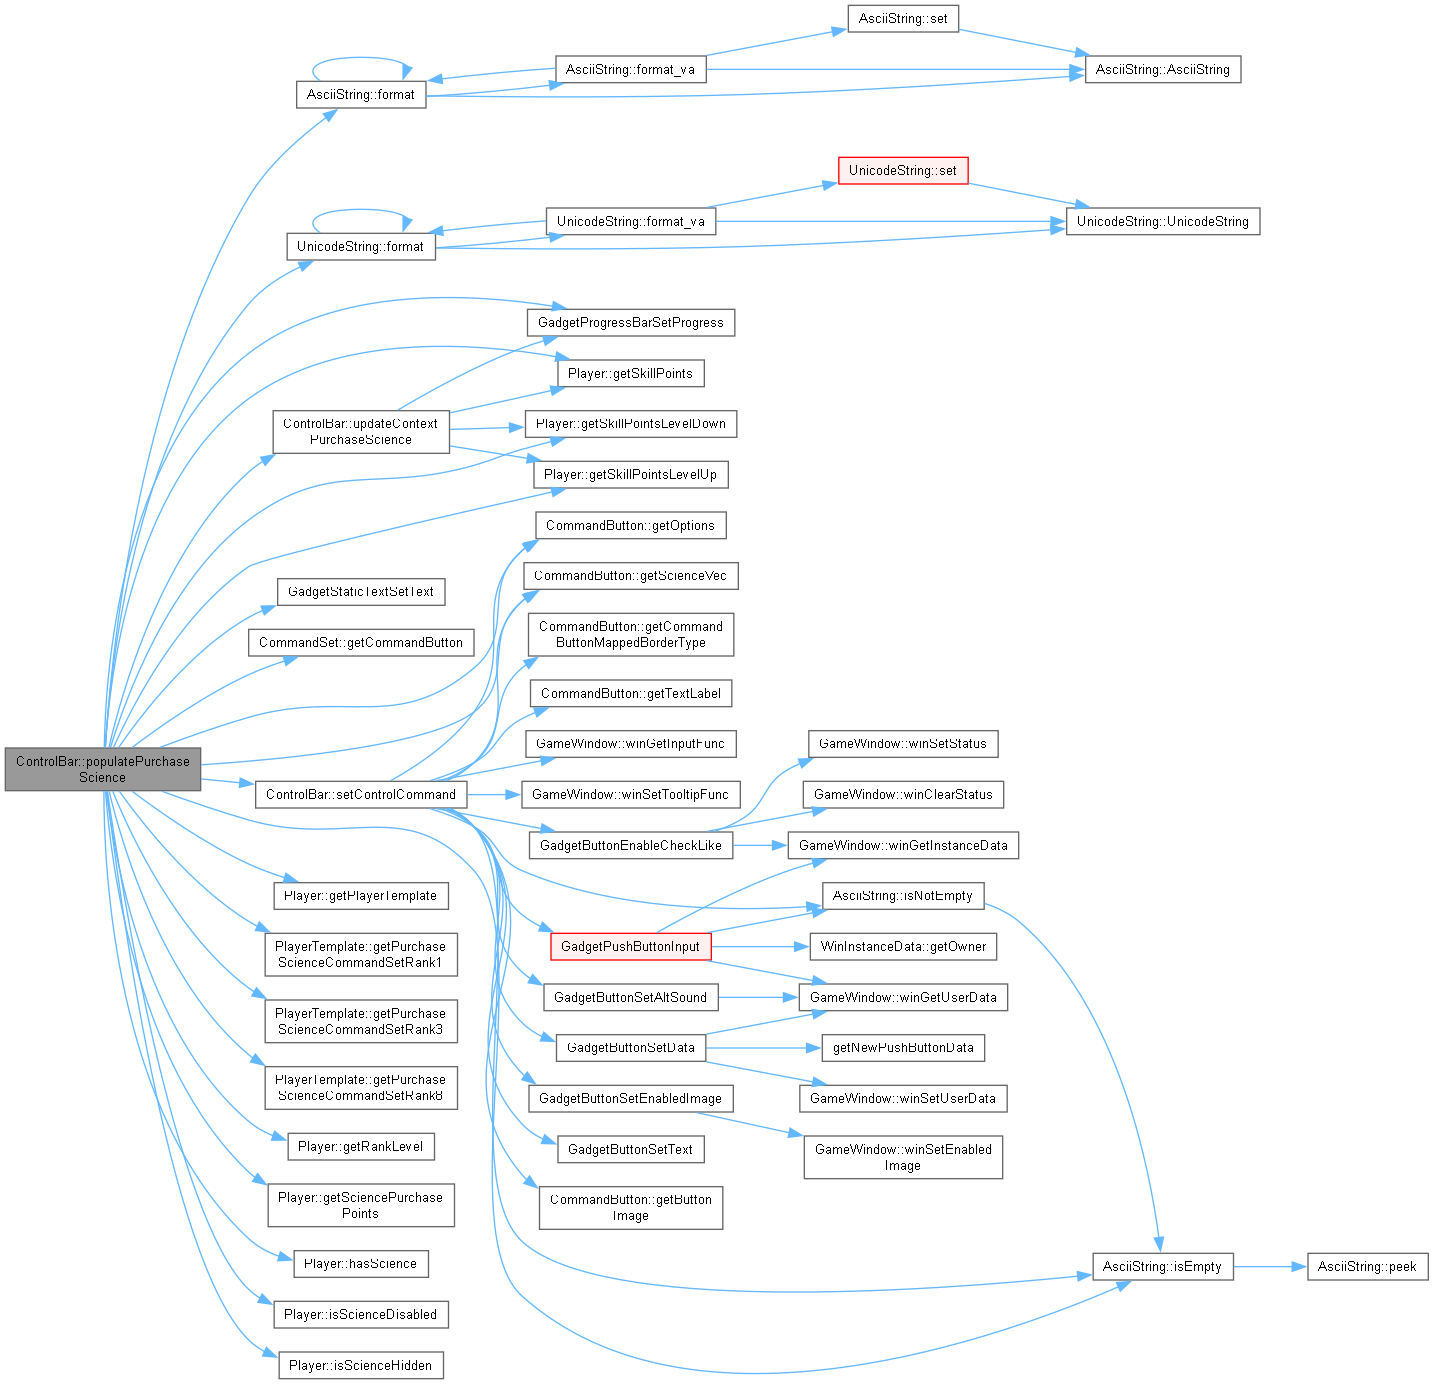 AsciiString::set
AsciiString::format_va
AsciiString::AsciiString
AsciiString::format
UnicodeString::set
UnicodeString::format_va
UnicodeString::UnicodeString
UnicodeString::format
GadgetProgressBarSetProgress
Player::getSkillPoints
ControlBar::updateContext
PurchaseScience
Player::getSkillPointsLevelDown
Player::getSkillPointsLevelUp
CommandButton::getOptions
CommandButton::getScienceVec
GadgetStaticTextSetText
CommandSet::getCommandButton
CommandButton::getCommand
ButtonMappedBorderType
CommandButton::getTextLabel
GameWindow::winGetInputFunc
GameWindow::winSetStatus
ControlBar::populatePurchase
Science
ControlBar::setControlCommand
GameWindow::winSetTooltipFunc
GameWindow::winClearStatus
GadgetButtonEnableCheckLike
GameWindow::winGetInstanceData
Player::getPlayerTemplate
AsciiString::isNotEmpty
PlayerTemplate::getPurchase
ScienceCommandSetRank1
GadgetPushButtonInput
WinInstanceData::getOwner
GadgetButtonSetAltSound
GameWindow::winGetUserData
PlayerTemplate::getPurchase
ScienceCommandSetRank3
GadgetButtonSetData
getNewPushButtonData
PlayerTemplate::getPurchase
ScienceCommandSetRank8
GadgetButtonSetEnabledImage
GameWindow::winSetUserData
Player::getRankLevel
GadgetButtonSetText
GameWindow::winSetEnabled
Image
Player::getSciencePurchase
Points
CommandButton::getButton
Image
Player::hasScience
AsciiString::isEmpty
AsciiString::peek
Player::isScienceDisabled
Player::isScienceHidden